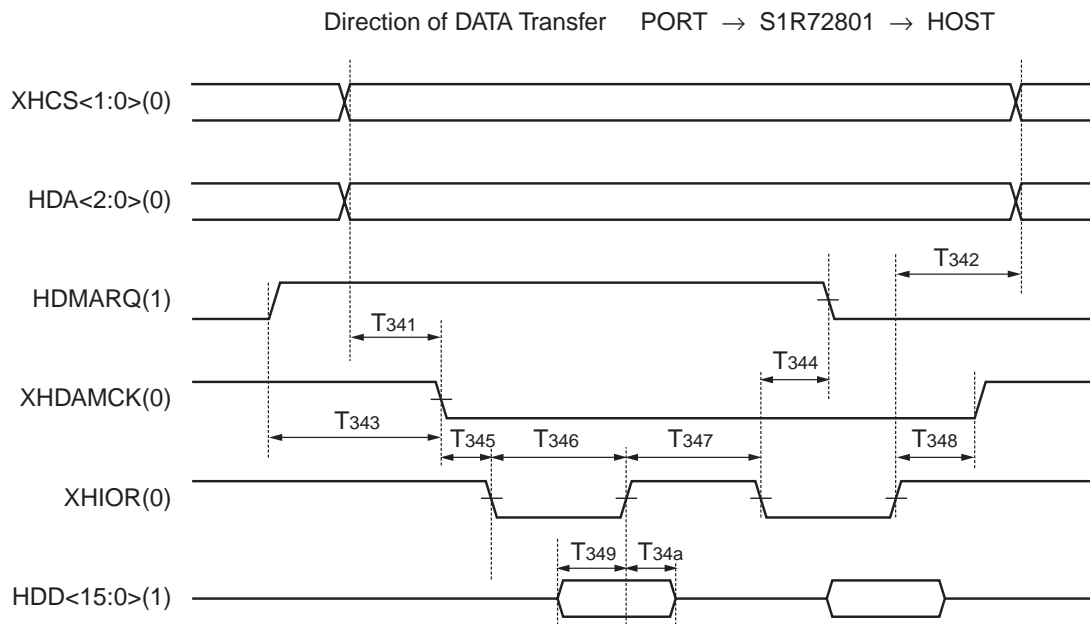 Direction of DATA Transfer PORT → S1R72801 → HOST
XHCS<1:0>(0)
HDA<2:0>(0)
T342
HDMARQ(1)
T341
T344
XHDAMCK(0)
T343
T345
T346
T347
T348
XHIOR(0)
T349
T34a
HDD<15:0>(1)